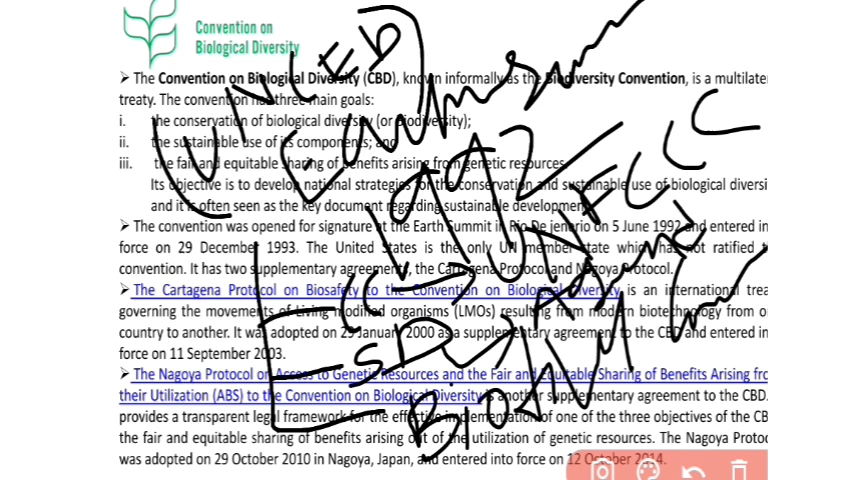 Convention on
Biological Diversity
➢ The Convention on Biological Diversity (CBD), known informally as the Biodiversity Convention, is a multilater
treaty. The convention has three main goals:
i. the conservation of biological diversity (or biodiversity);
ii. the sustainable use of its components; and
iii. the fair and equitable sharing of benefits arising from genetic resources
Its objective is to develop national strategies for the conservation and sustainable use of biological diversi
and it is often seen as the key document regarding sustainable development.
➢ The convention was opened for signature at the Earth Summit in Rio De jenerio on 5 June 1992 and entered in
force on 29 December 1993. The United States is the only UN member state which has not ratified t
convention. It has two supplementary agreements, the Cartagena Protocol and Nagoya Protocol.
➢ The Cartagena Protocol on Biosafety to the Convention on Biological Diversity is an international trea
governing the movements of Living modified organisms (LMOs) resulting from modern biotechnology from o
country to another. It was adopted on 29 January 2000 as a supplementary agreement to the CBD and entered in
force on 11 September 2003.
➢ The Nagoya Protocol on Access to Genetic Resources and the Fair and Equitable Sharing of Benefits Arising fro
their Utilization (ABS) to the Convention on Biological Diversity is another supplementary agreement to the CBD.
provides a transparent legal framework for the effective implementation of one of the three objectives of the CB
the fair and equitable sharing of benefits arising out of the utilization of genetic resources. The Nagoya Protoc
was adopted on 29 October 2010 in Nagoya, Japan, and entered into force on 12 October 2014.
(UNCED)
Earth Summ
1992
CC → UNFCCC
SD → Agenda
Biod